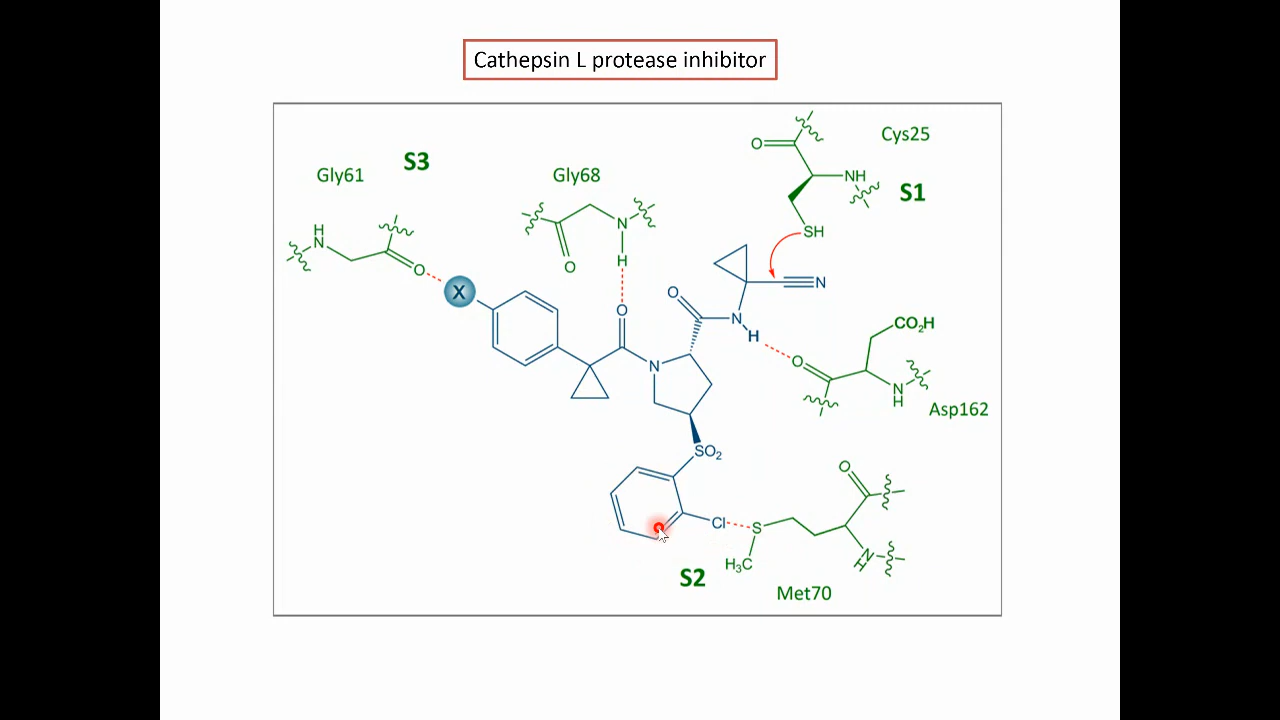 Cathepsin L protease inhibitor
Cys25
S1
S3
Gly61
Gly68
O
NH
SH
H
N
O
N
H
O
X
O
O
N
H
N
CO₂H
O
N
H
Asp162
N
SO₂
O
Cl
S
H₃C
N
H
S2
Met70